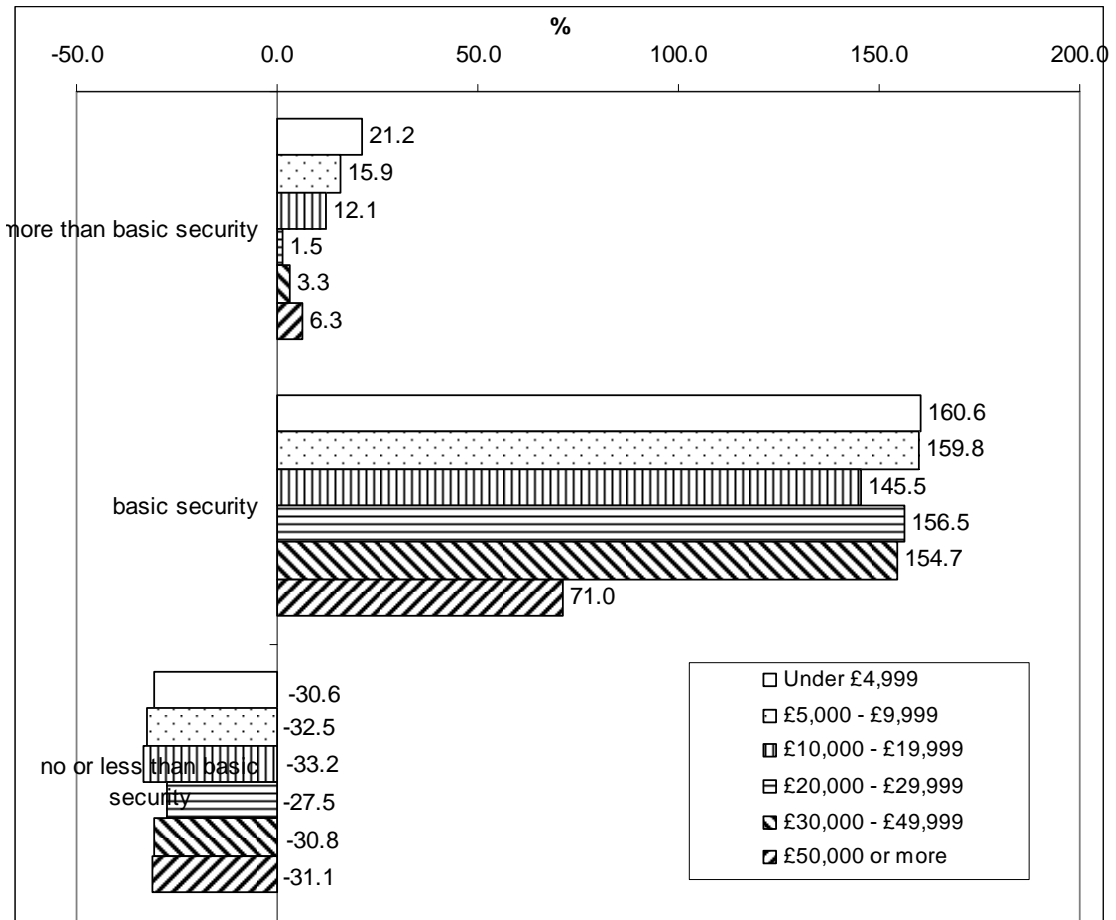 %
-50.0 0.0 50.0 100.0 150.0 200.0
21.2
15.9
12.1
more than basic security
1.5
3.3
6.3
160.6
159.8
145.5
basic security
156.5
154.7
71.0
-30.6
-32.5
-33.2
no or less than basic
security
-27.5
-30.8
-31.1
Under £4,999
£5,000 - £9,999
£10,000 - £19,999
£20,000 - £29,999
£30,000 - £49,999
£50,000 or more